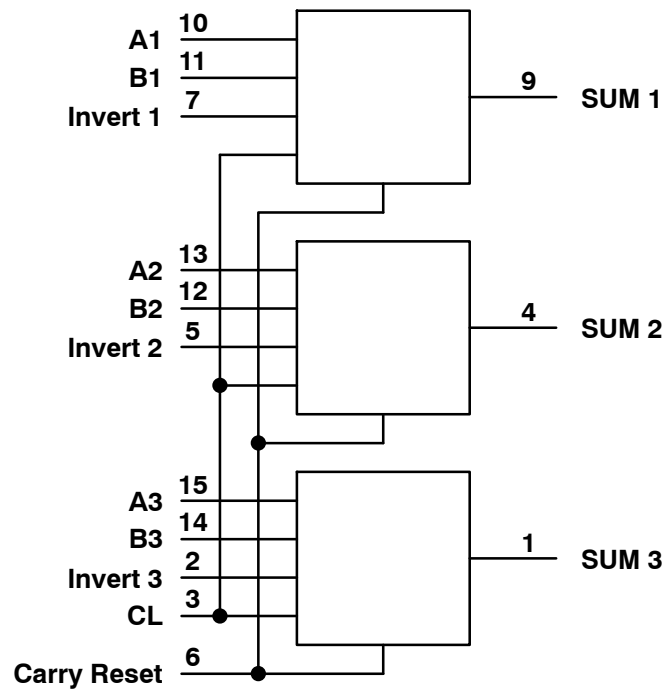 A1 10
B1 11
Invert 1 7
9 SUM 1
A2 13
B2 12
Invert 2 5
4 SUM 2
A3 15
B3 14
Invert 3 2
CL 3
1 SUM 3
Carry Reset 6